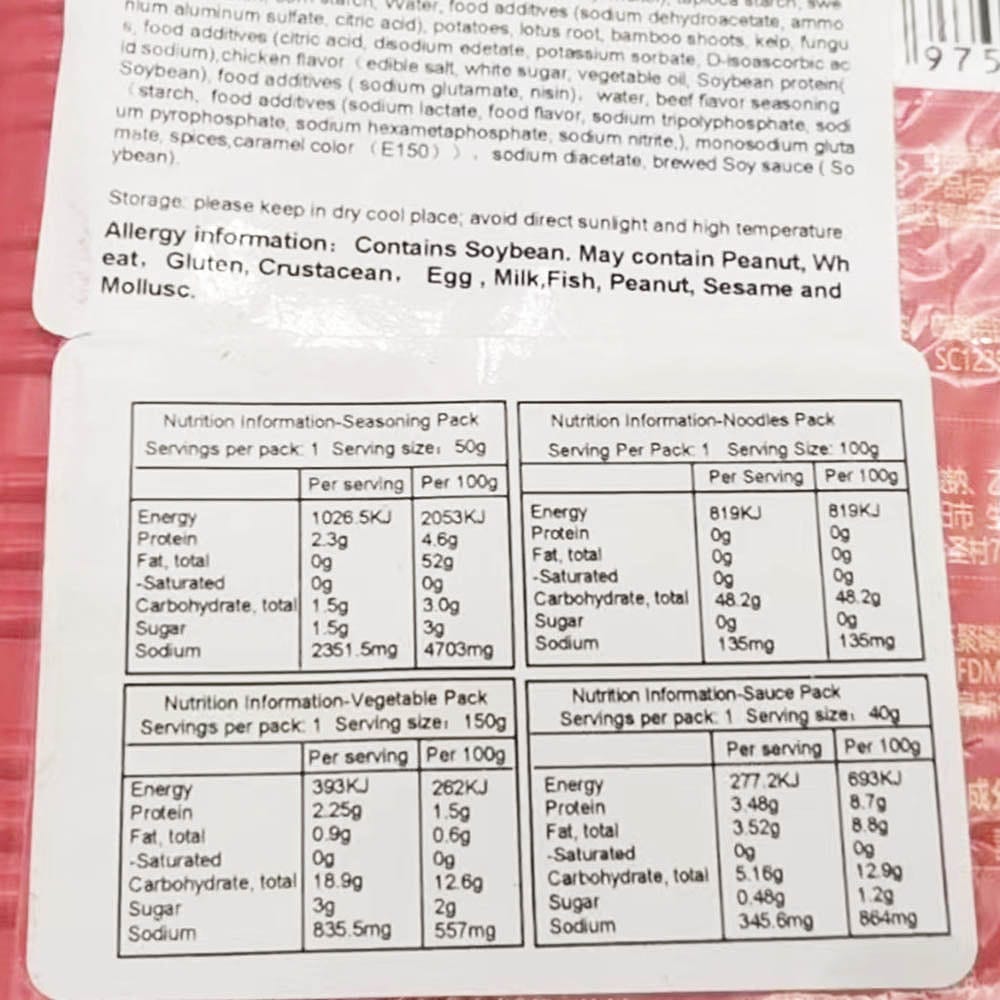 starch, Water, food additives (sodium dehydroacetate, ammo
nium aluminum sulfate, citric acid), potatoes, lotus root, bamboo shoots, kelp, fungu
s, food additives (citric acid, disodium edetate, potassium sorbate, D-isoascorbic ac
id sodium),chicken flavor (edible salt, white sugar, vegetable oil, Soybean protein(
Soybean), food additives ( sodium glutamate, nisin), water, beef flavor seasoning
(starch, food additives (sodium lactate, food flavor, sodium tripolyphosphate, sodi
um pyrophosphate, sodium hexametaphosphate, sodium nitrite,), monosodium gluta
mate, spices,caramel color (E150) ), sodium diacetate, brewed Soy sauce ( So
ybean).
Storage: please keep in dry cool place; avoid direct sunlight and high temperature
Allergy information: Contains Soybean. May contain Peanut, Wh
eat, Gluten, Crustacean, Egg , Milk,Fish, Peanut, Sesame and
Mollusc.
975
SC123
Nutrition Information-Seasoning Pack
Servings per pack: 1 Serving size: 50g
Per serving Per 100g
Energy 1026.5KJ 2053KJ
Protein 2.3g 4.6g
Fat, total 0g 52g
-Saturated 0g 0g
Carbohydrate, total 1.5g 3.0g
Sugar 1.5g 3g
Sodium 2351.5mg 4703mg
Nutrition Information-Noodles Pack
Serving Per Pack: 1 Serving Size: 100g
Per Serving Per 100g
Energy 819KJ 819KJ
Protein 0g 0g
Fat, total 0g 0g
-Saturated 0g 0g
Carbohydrate, total 48.2g 48.2g
Sugar 0g 0g
Sodium 135mg 135mg
Nutrition Information-Vegetable Pack
Servings per pack: 1 Serving size: 150g
Per serving Per 100g
Energy 393KJ 262KJ
Protein 2.25g 1.5g
Fat, total 0.9g 0.6g
-Saturated 0g 0g
Carbohydrate, total 18.9g 12.6g
Sugar 3g 2g
Sodium 835.5mg 557mg
Nutrition Information-Sauce Pack
Servings per pack: 1 Serving size: 40g
Per serving Per 100g
Energy 277.2KJ 693KJ
Protein 3.48g 8.7g
Fat, total 3.52g 8.8g
-Saturated 0g 0g
Carbohydrate, total 5.16g 12.9g
Sugar 0.48g 1.2g
Sodium 345.6mg 864mg
FDM